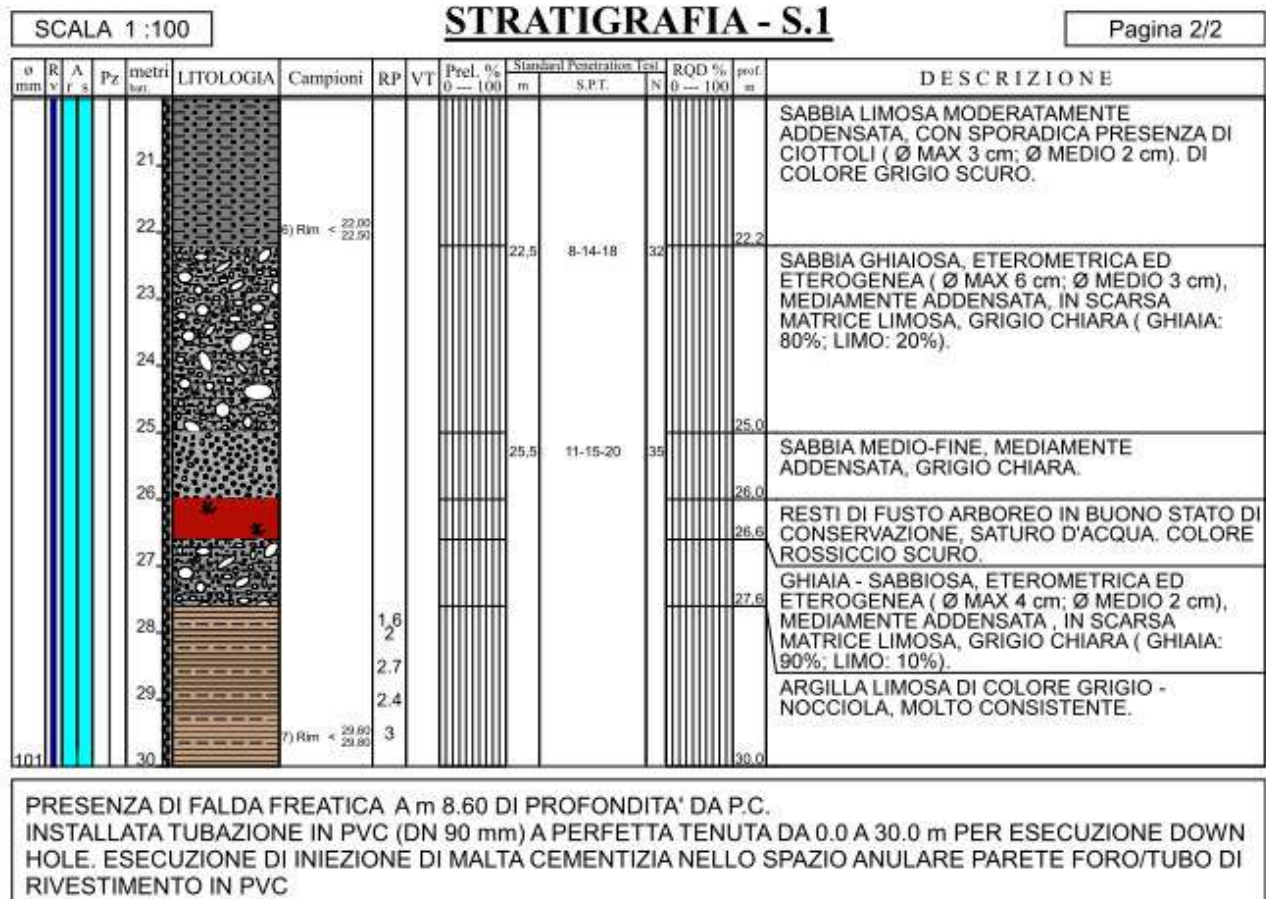 SCALA 1 :100
STRATIGRAFIA - S.1
Pagina 2/2
ø mm
R v
A r s
Pz
metri batt.
LITOLOGIA
Campioni
RP
VT
Prel. % 0 --- 100
Standard Penetration Test
m
S.P.T.
N
RQD % 0 --- 100
prof. m
DESCRIZIONE
SABBIA LIMOSA MODERATAMENTE
ADDENSATA, CON SPORADICA PRESENZA DI
CIOTTOLI ( Ø MAX 3 cm; Ø MEDIO 2 cm). DI
COLORE GRIGIO SCURO.
21
22
6) Rim < 22,00
22,50
22,5
8-14-18
32
22,2
SABBIA GHIAIOSA, ETEROMETRICA ED
ETEROGENEA ( Ø MAX 6 cm; Ø MEDIO 3 cm),
MEDIAMENTE ADDENSATA, IN SCARSA
MATRICE LIMOSA, GRIGIO CHIARA ( GHIAIA:
80%; LIMO: 20%).
23
24
25
25,0
25,5
11-15-20
35
SABBIA MEDIO-FINE, MEDIAMENTE
ADDENSATA, GRIGIO CHIARA.
26
26,0
RESTI DI FUSTO ARBOREO IN BUONO STATO DI
CONSERVAZIONE, SATURO D'ACQUA. COLORE
ROSSICCIO SCURO.
26,6
27
GHIAIA - SABBIOSA, ETEROMETRICA ED
ETEROGENEA ( Ø MAX 4 cm; Ø MEDIO 2 cm),
MEDIAMENTE ADDENSATA , IN SCARSA
MATRICE LIMOSA, GRIGIO CHIARA ( GHIAIA:
90%; LIMO: 10%).
27,6
28
1,6
2
2.7
29
2.4
ARGILLA LIMOSA DI COLORE GRIGIO -
NOCCIOLA, MOLTO CONSISTENTE.
7) Rim < 29,60
29,80
3
101
30
30,0
PRESENZA DI FALDA FREATICA A m 8.60 DI PROFONDITA' DA P.C.
INSTALLATA TUBAZIONE IN PVC (DN 90 mm) A PERFETTA TENUTA DA 0.0 A 30.0 m PER ESECUZIONE DOWN
HOLE. ESECUZIONE DI INIEZIONE DI MALTA CEMENTIZIA NELLO SPAZIO ANULARE PARETE FORO/TUBO DI
RIVESTIMENTO IN PVC